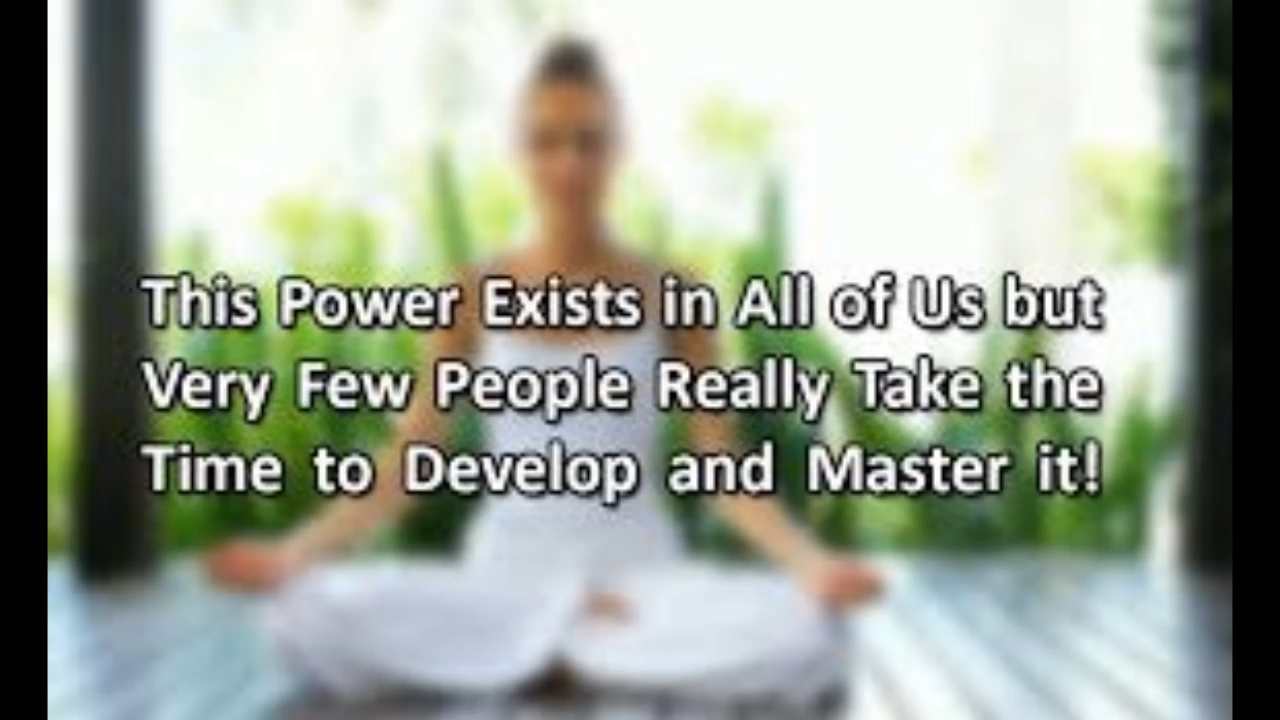 This Power Exists in All of Us but
Very Few People Really Take the
Time to Develop and Master it!